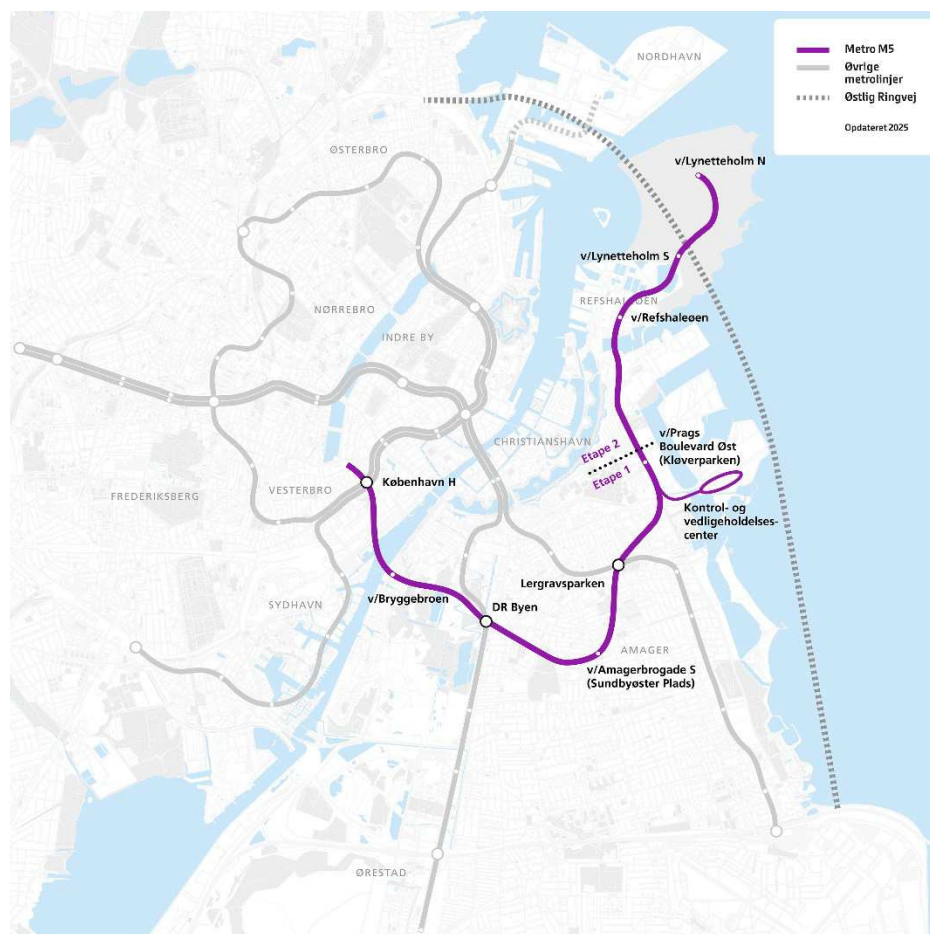 NORDHAVN
Metro M5
Øvrige
metrolinjer
Østlig Ringvej
Opdateret 2025
ØSTERBRO
v/Lynetteholm N
v/Lynetteholm S
REFSHALEØEN
v/Refshaleøen
NØRREBRO
INDRE BY
CHRISTIANSHAVN
Etape 2
Etape 1
v/Prags
Boulevard Øst
(Kløverparken)
København H
VESTERBRO
FREDERIKSBERG
Kontrol- og
vedligeholdelses-
center
Lergravsparken
v/Bryggebroen
DR Byen
SYDHAVN
AMAGER
v/Amagerbrogade S
(Sundbyøster Plads)
ØRESTAD